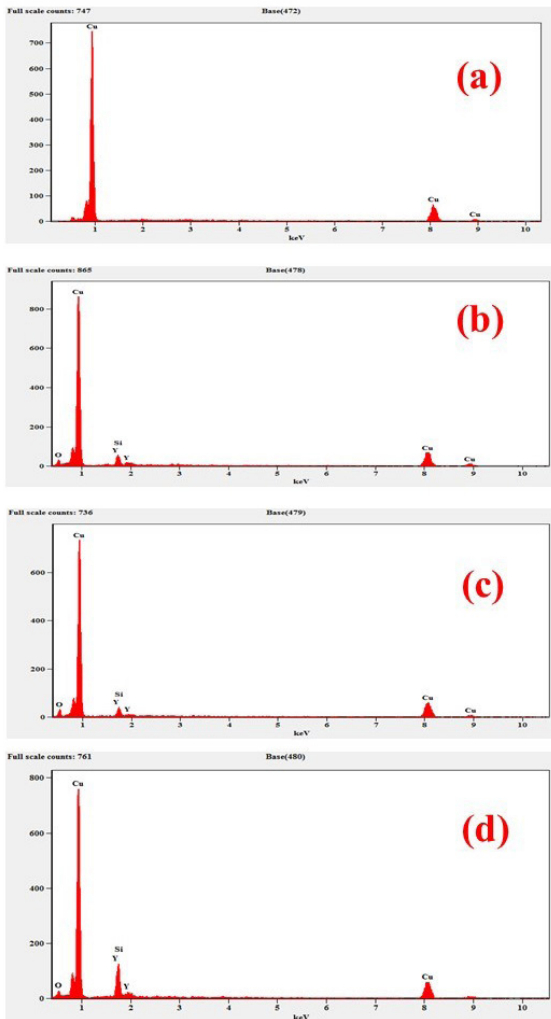 Full scale counts: 747 Base(472)
Cu
700
600
500
400
300
200
100
0
(a)
Cu
Cu
1 2 3 4 5 6 7 8 9 10
keV
Full scale counts: 865 Base(478)
Cu
800
600
400
200
0
(b)
Si
O Y Y
Cu
Cu
1 2 3 4 5 6 7 8 9 10
keV
Full scale counts: 736 Base(479)
Cu
600
400
200
0
(c)
Si
O Y Y
Cu
Cu
1 2 3 4 5 6 7 8 9 10
keV
Full scale counts: 761 Base(480)
Cu
800
600
400
200
0
(d)
Si
Y
O Y
Cu
1 2 3 4 5 6 7 8 9 10
keV